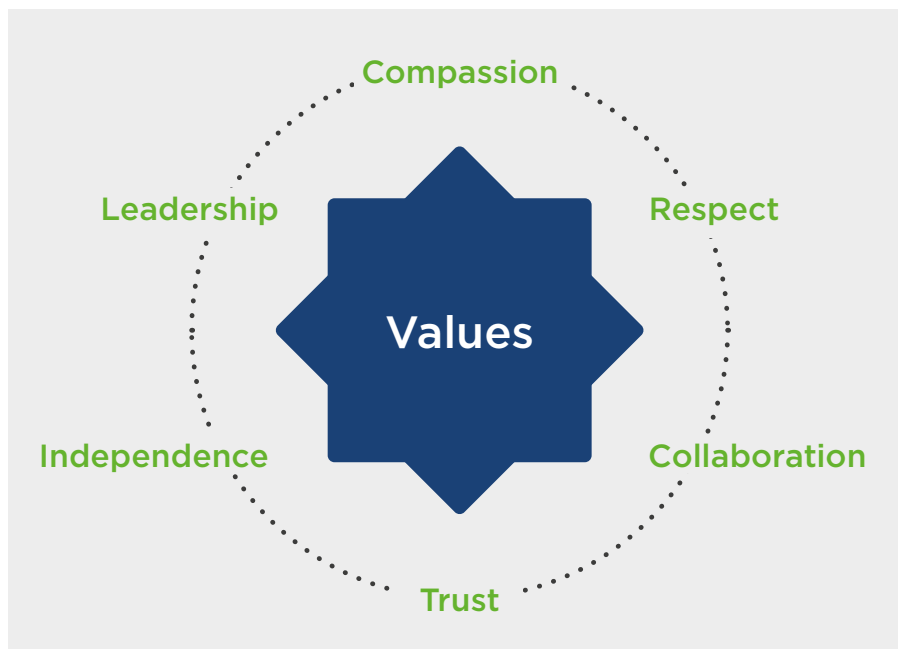 Compassion
Leadership
Respect
Values
Independence
Collaboration
Trust